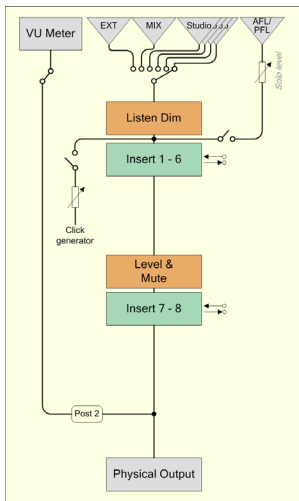 VU Meter
EXT
MIX
Studio
AFL/
PFL
Solo level
Listen Dim
Insert 1 - 6
Click
generator
Level &
Mute
Insert 7 - 8
Post 2
Physical Output